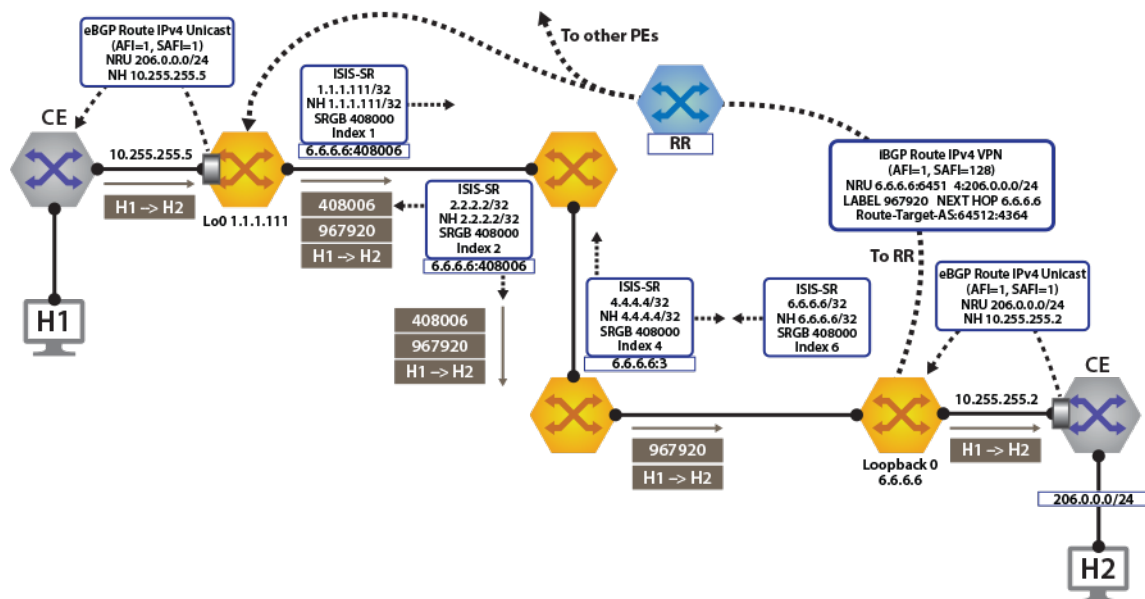 eBGP Route IPv4 Unicast
(AFI=1, SAFI=1)
NRU 206.0.0.0/24
NH 10.255.255.5
To other PEs
CE
ISIS-SR
1.1.1.111/32
NH 1.1.1.111/32
SRGB 408000
Index 1
6.6.6.6:408006
RR
10.255.255.5
H1 –> H2
Lo0 1.1.1.111
408006
967920
H1 –> H2
ISIS-SR
2.2.2.2/32
NH 2.2.2.2/32
SRGB 408000
Index 2
6.6.6.6:408006
iBGP Route IPv4 VPN
(AFI=1, SAFI=128)
NRU 6.6.6.6:6451 4:206.0.0.0/24
LABEL 967920 NEXT HOP 6.6.6.6
Route-Target-AS:64512:4364
To RR
eBGP Route IPv4 Unicast
(AFI=1, SAFI=1)
NRU 206.0.0.0/24
NH 10.255.255.2
H1
408006
967920
H1 –> H2
ISIS-SR
4.4.4.4/32
NH 4.4.4.4/32
SRGB 408000
Index 4
6.6.6.6:3
ISIS-SR
6.6.6.6/32
NH 6.6.6.6/32
SRGB 408000
Index 6
CE
10.255.255.2
967920
H1 –> H2
Loopback 0
6.6.6.6
H1 –> H2
206.0.0.0/24
H2